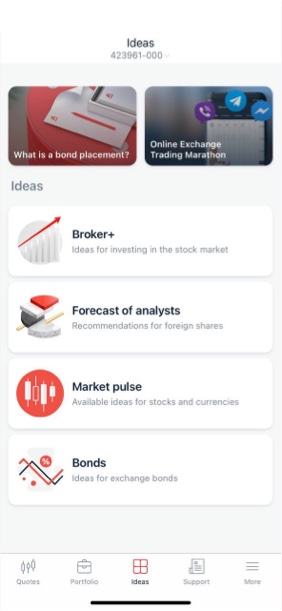 Ideas
423961-000
What is a bond placement?
Online Exchange
Trading Marathon
Ideas
Broker+
Ideas for investing in the stock market
Forecast of analysts
Recommendations for foreign shares
Market pulse
Available ideas for stocks and currencies
%
Bonds
Ideas for exchange bonds
Quotes
Portfolio
Ideas
Support
More